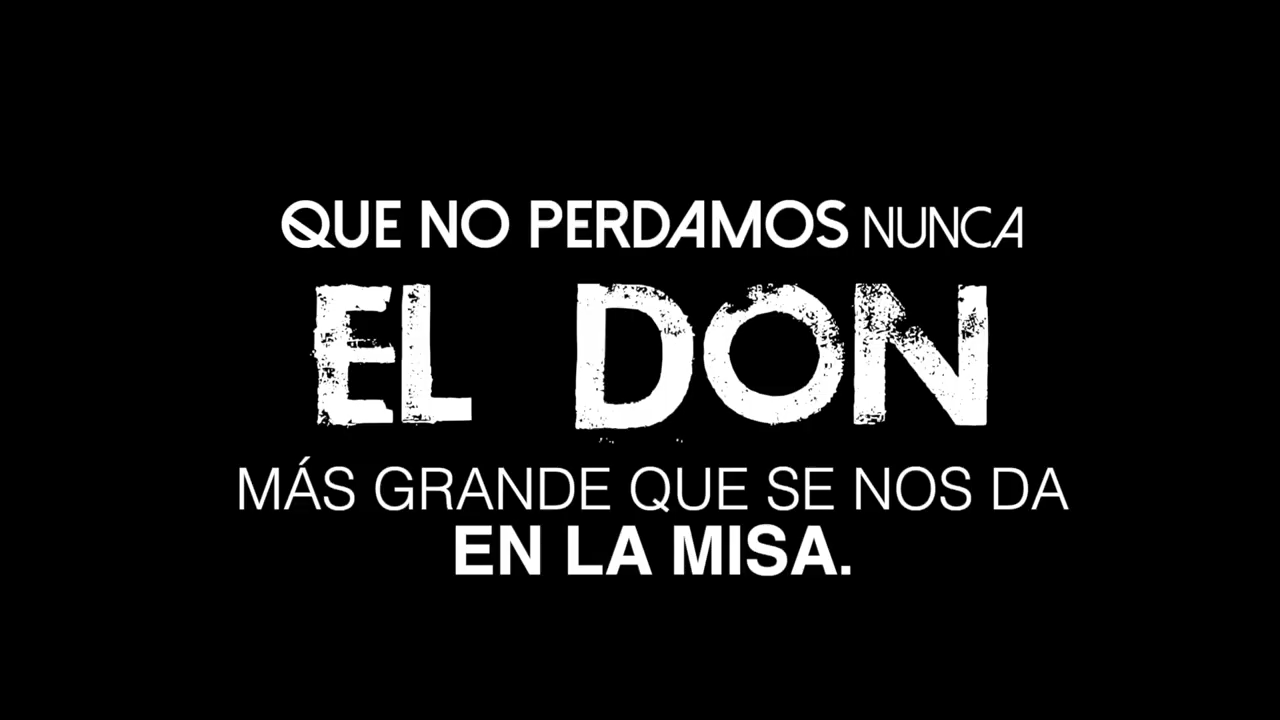 QUE NO PERDAMOS NUNCA
EL DON
MÁS GRANDE QUE SE NOS DA
EN LA MISA.